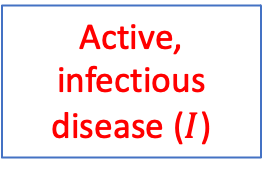 Active,
infectious
disease (I)